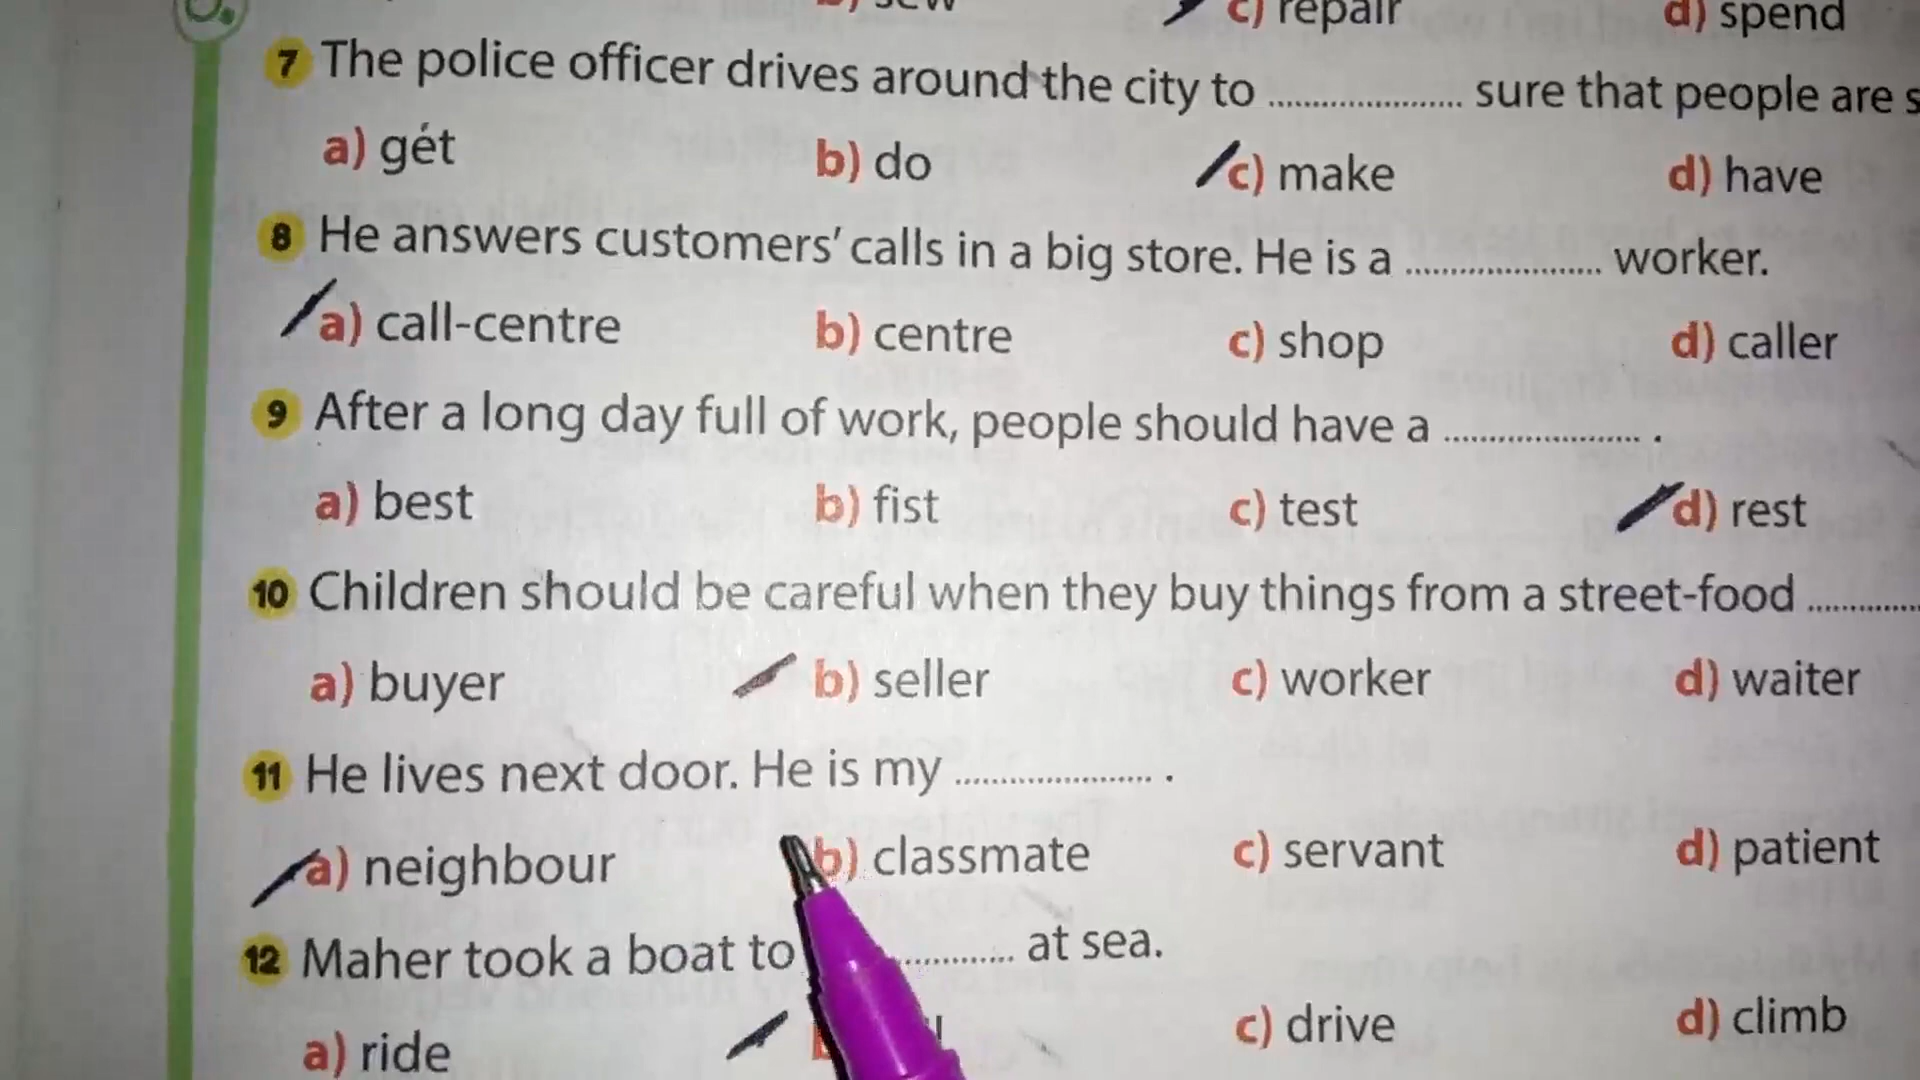 b) sew c) repair d) spend
7 The police officer drives around the city to .................... sure that people are
a) gét b) do c) make d) have
8 He answers customers' calls in a big store. He is a .................... worker.
a) call-centre b) centre c) shop d) caller
9 After a long day full of work, people should have a .................... .
a) best b) fist c) test d) rest
10 Children should be careful when they buy things from a street-food ..............
a) buyer b) seller c) worker d) waiter
11 He lives next door. He is my .................... .
a) neighbour b) classmate c) servant d) patient
12 Maher took a boat to ............ at sea.
a) ride c) drive d) climb